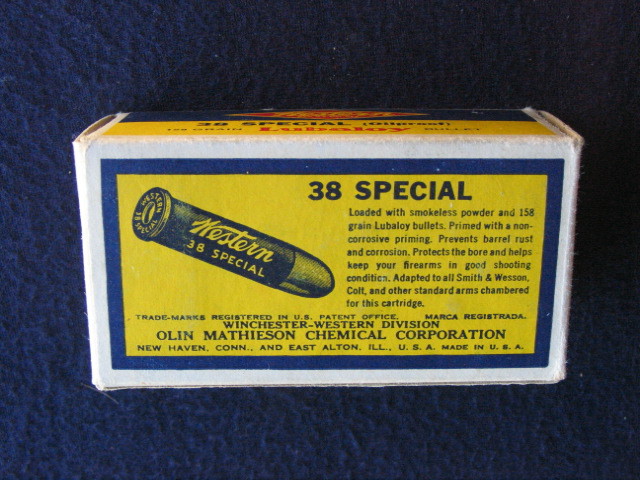 38 SPECIAL (Oilproof)
158 GRAIN Lubaloy BULLET
WESTERN
38 SPECIAL
Western
38 SPECIAL
38 SPECIAL
Loaded with smokeless powder and 158
grain Lubaloy bullets. Primed with a non-
corrosive priming. Prevents barrel rust
and corrosion. Protects the bore and helps
keep your firearms in good shooting
condition. Adapted to all Smith & Wesson,
Colt, and other standard arms chambered
for this cartridge.
TRADE-MARKS REGISTERED IN U.S. PATENT OFFICE. MARCA REGISTRADA.
WINCHESTER-WESTERN DIVISION
OLIN MATHIESON CHEMICAL CORPORATION
NEW HAVEN, CONN., AND EAST ALTON, ILL., U. S. A. MADE IN U. S. A.